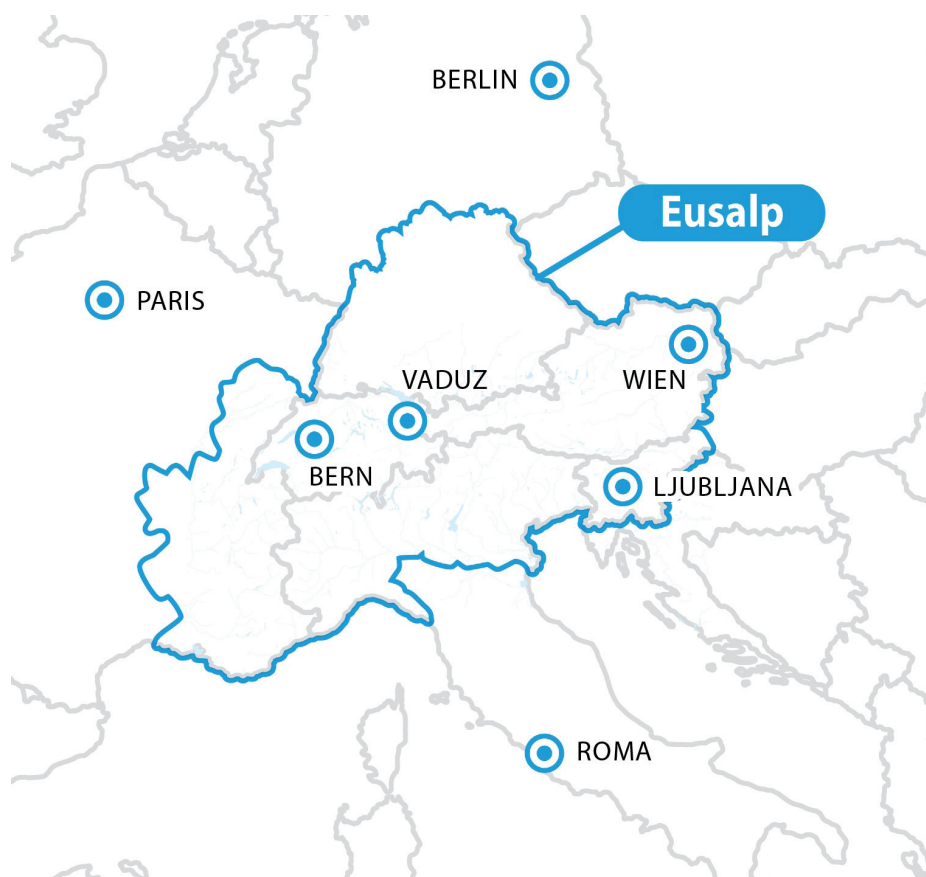 BERLIN
Eusalp
PARIS
VADUZ
WIEN
BERN
LJUBLJANA
ROMA